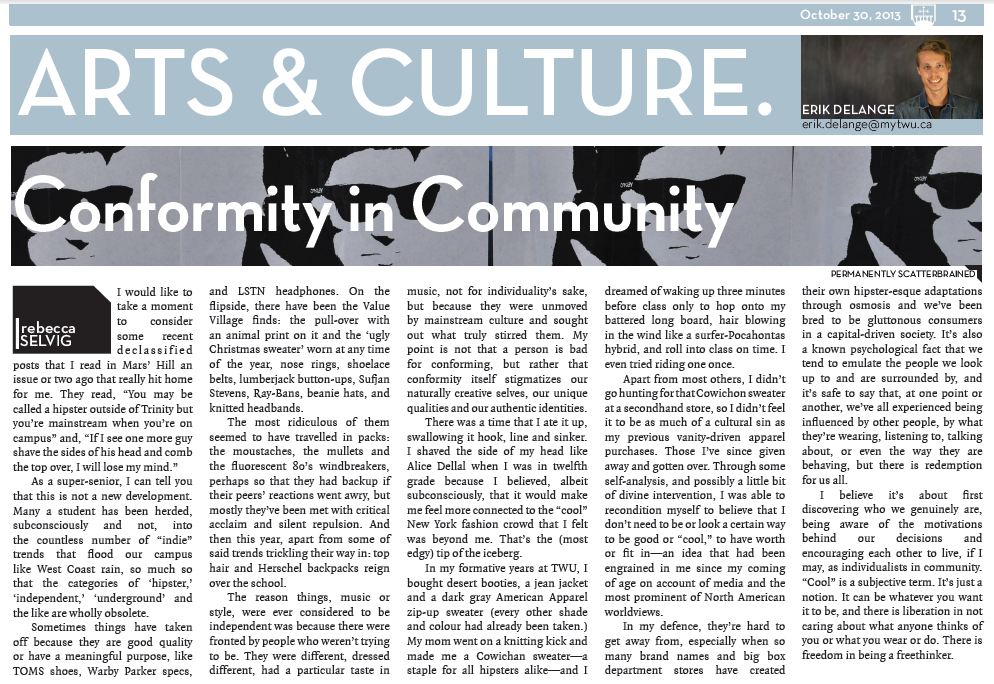 October 30, 2013 13
ARTS & CULTURE.
ERIK DELANGE
erik.delange@mytwu.ca
Conformity in Community
PERMANENTLY SCATTERBRAINED
rebecca
SELVIG
I would like to
take a moment
to consider
some recent
declassified
posts that I read in Mars’ Hill an
issue or two ago that really hit home
for me. They read, “You may be
called a hipster outside of Trinity but
you’re mainstream when you’re on
campus” and, “If I see one more guy
shave the sides of his head and comb
the top over, I will lose my mind.”
As a super-senior, I can tell you
that this is not a new development.
Many a student has been herded,
subconsciously and not, into
the countless number of “indie”
trends that flood our campus
like West Coast rain, so much so
that the categories of ‘hipster,’
‘independent,’ ‘underground’ and
the like are wholly obsolete.
Sometimes things have taken
off because they are good quality
or have a meaningful purpose, like
TOMS shoes, Warby Parker specs,
and LSTN headphones. On the
flipside, there have been the Value
Village finds: the pull-over with
an animal print on it and the ‘ugly
Christmas sweater’ worn at any time
of the year, nose rings, shoelace
belts, lumberjack button-ups, Sufjan
Stevens, Ray-Bans, beanie hats, and
knitted headbands.
The most ridiculous of them
seemed to have travelled in packs:
the moustaches, the mullets and
the fluorescent 80’s windbreakers,
perhaps so that they had backup if
their peers’ reactions went awry, but
mostly they’ve been met with critical
acclaim and silent repulsion. And
then this year, apart from some of
said trends trickling their way in: top
hair and Herschel backpacks reign
over the school.
The reason things, music or
style, were ever considered to be
independent was because there were
fronted by people who weren’t trying
to be. They were different, dressed
different, had a particular taste in
music, not for individuality’s sake,
but because they were unmoved
by mainstream culture and sought
out what truly stirred them. My
point is not that a person is bad
for conforming, but rather that
conformity itself stigmatizes our
naturally creative selves, our unique
qualities and our authentic identities.
There was a time that I ate it up,
swallowing it hook, line and sinker.
I shaved the side of my head like
Alice Dellal when I was in twelfth
grade because I believed, albeit
subconsciously, that it would make
me feel more connected to the “cool”
New York fashion crowd that I felt
was beyond me. That’s the (most
edgy) tip of the iceberg.
In my formative years at TWU, I
bought desert booties, a jean jacket
and a dark gray American Apparel
zip-up sweater (every other shade
and colour had already been taken.)
My mom went on a knitting kick and
made me a Cowichan sweater—a
staple for all hipsters alike—and I
dreamed of waking up three minutes
before class only to hop onto my
battered long board, hair blowing
in the wind like a surfer-Pocahontas
hybrid, and roll into class on time. I
even tried riding one once.
Apart from most others, I didn’t
go hunting for that Cowichon sweater
at a secondhand store, so I didn’t feel
it to be as much of a cultural sin as
my previous vanity-driven apparel
purchases. Those I’ve since given
away and gotten over. Through some
self-analysis, and possibly a little bit
of divine intervention, I was able to
recondition myself to believe that I
don’t need to be or look a certain way
to be good or “cool,” to have worth
or fit in—an idea that had been
engrained in me since my coming
of age on account of media and the
most prominent of North American
worldviews.
In my defence, they’re hard to
get away from, especially when so
many brand names and big box
department stores have created
their own hipster-esque adaptations
through osmosis and we’ve been
bred to be gluttonous consumers
in a capital-driven society. It’s also
a known psychological fact that we
tend to emulate the people we look
up to and are surrounded by, and
it’s safe to say that, at one point or
another, we’ve all experienced being
influenced by other people, by what
they’re wearing, listening to, talking
about, or even the way they are
behaving, but there is redemption
for us all.
I believe it’s about first
discovering who we genuinely are,
being aware of the motivations
behind our decisions and
encouraging each other to live, if I
may, as individualists in community.
“Cool” is a subjective term. It’s just a
notion. It can be whatever you want
it to be, and there is liberation in not
caring about what anyone thinks of
you or what you wear or do. There is
freedom in being a freethinker.